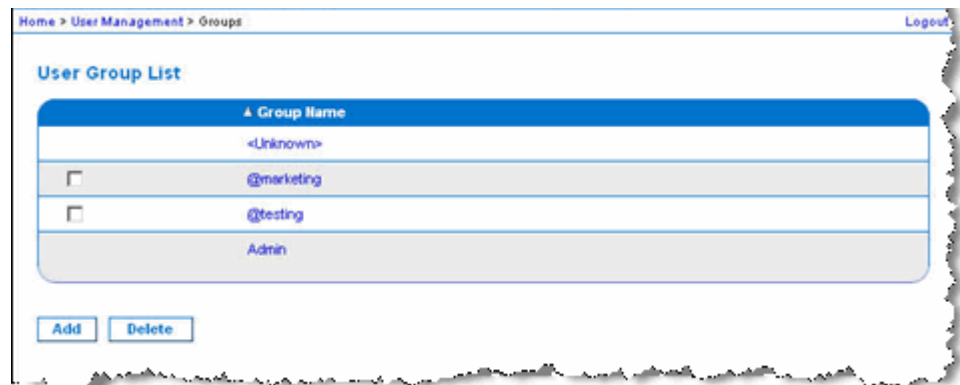 Home > User Management > Groups Logout
User Group List
▲ Group Name
<Unknown>
@marketing
@testing
Admin
Add Delete